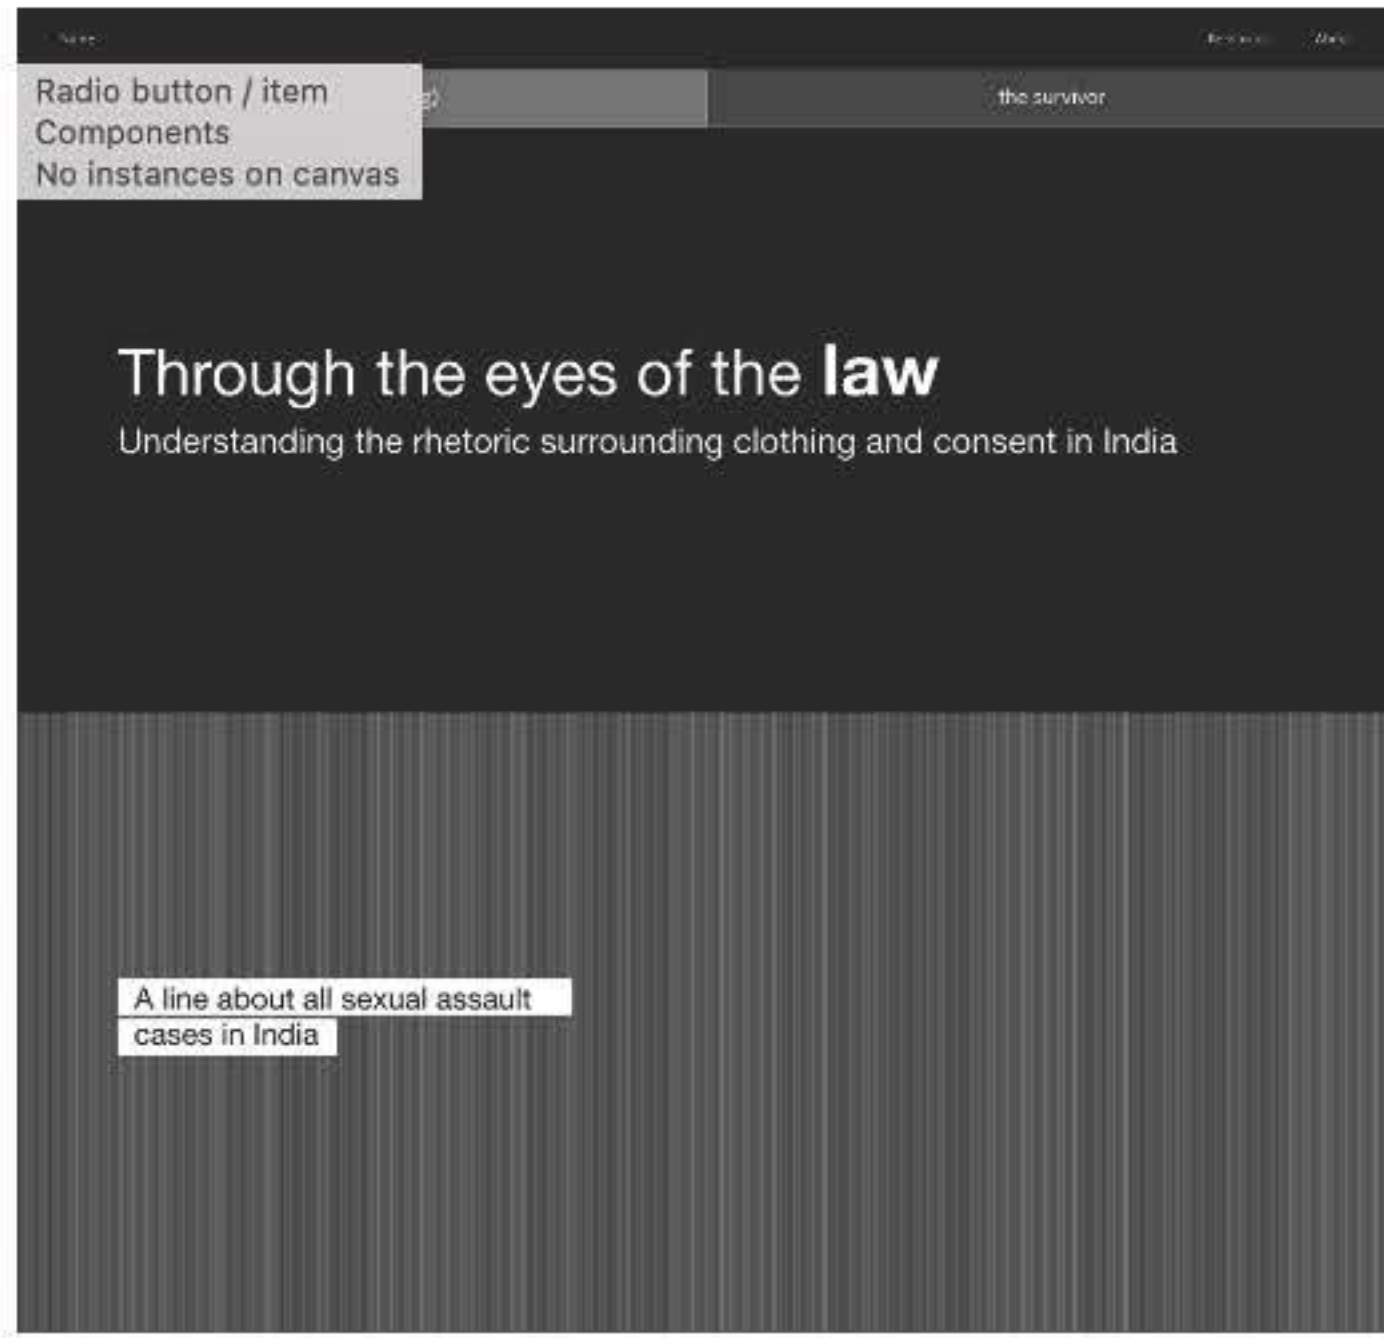 About
Radio button / item
Components
No instances on canvas
the survivor
Through the eyes of the law
Understanding the rhetoric surrounding clothing and consent in India
A line about all sexual assault
cases in India